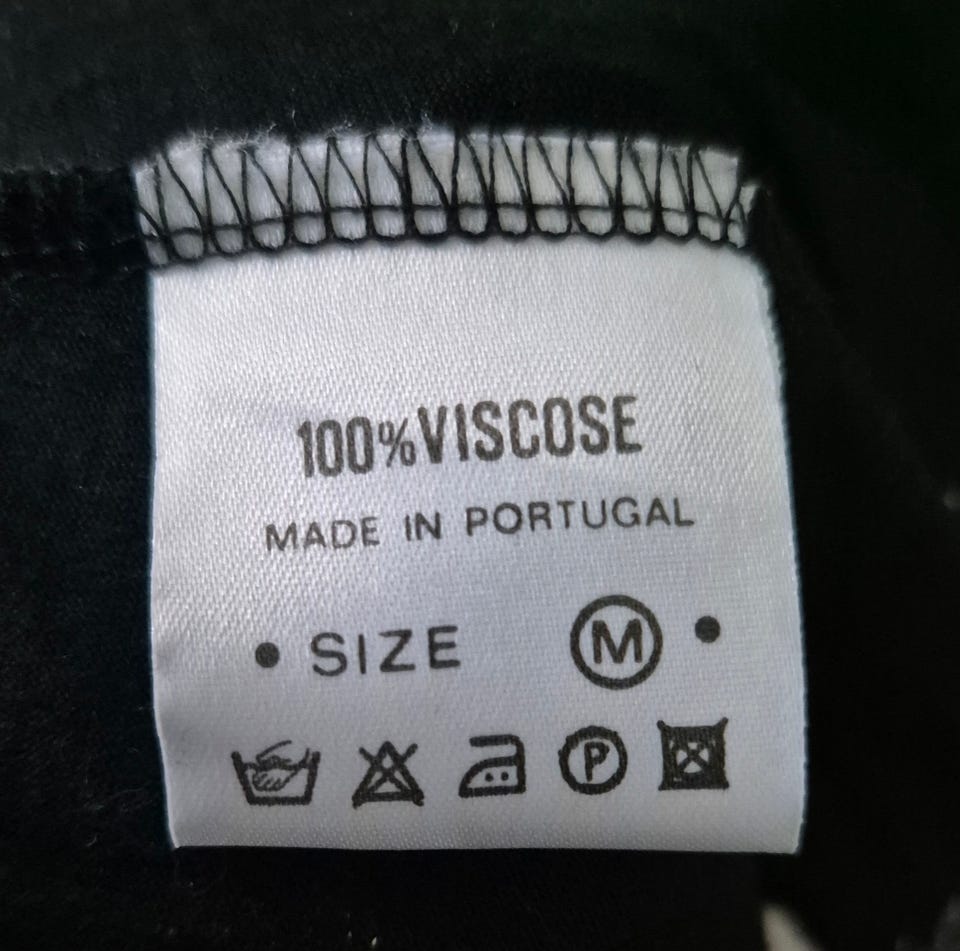 100% VISCOSE
MADE IN PORTUGAL
• SIZE M •
P